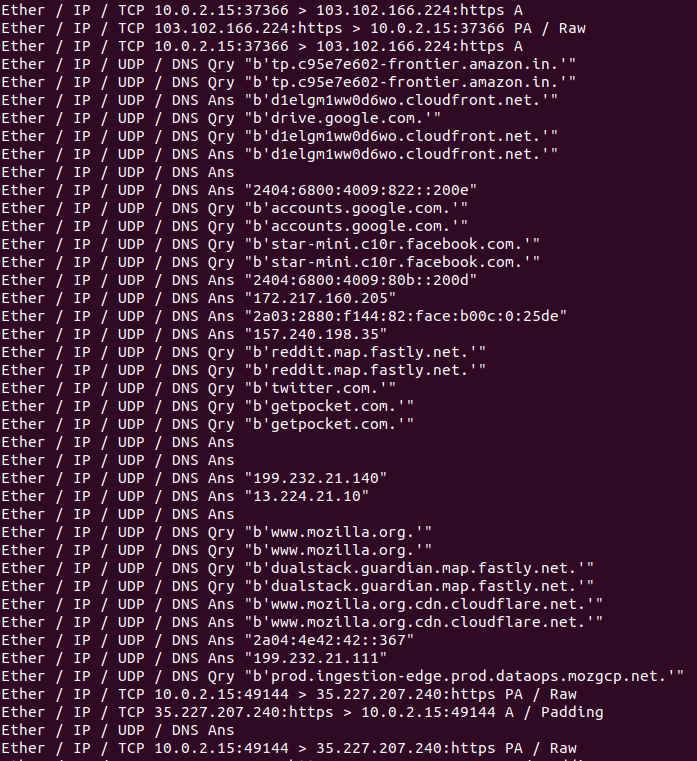 Ether / IP / TCP 10.0.2.15:37366 > 103.102.166.224:https A
Ether / IP / TCP 103.102.166.224:https > 10.0.2.15:37366 PA / Raw
Ether / IP / TCP 10.0.2.15:37366 > 103.102.166.224:https A
Ether / IP / UDP / DNS Qry "b'tp.c95e7e602-frontier.amazon.in.'"
Ether / IP / UDP / DNS Qry "b'tp.c95e7e602-frontier.amazon.in.'"
Ether / IP / UDP / DNS Ans "b'd1elgm1ww0d6wo.cloudfront.net.'"
Ether / IP / UDP / DNS Qry "b'drive.google.com.'"
Ether / IP / UDP / DNS Qry "b'd1elgm1ww0d6wo.cloudfront.net.'"
Ether / IP / UDP / DNS Ans "b'd1elgm1ww0d6wo.cloudfront.net.'"
Ether / IP / UDP / DNS Ans
Ether / IP / UDP / DNS Ans "2404:6800:4009:822::200e"
Ether / IP / UDP / DNS Qry "b'accounts.google.com.'"
Ether / IP / UDP / DNS Qry "b'accounts.google.com.'"
Ether / IP / UDP / DNS Qry "b'star-mini.c10r.facebook.com.'"
Ether / IP / UDP / DNS Qry "b'star-mini.c10r.facebook.com.'"
Ether / IP / UDP / DNS Ans "2404:6800:4009:80b::200d"
Ether / IP / UDP / DNS Ans "172.217.160.205"
Ether / IP / UDP / DNS Ans "2a03:2880:f144:82:face:b00c:0:25de"
Ether / IP / UDP / DNS Ans "157.240.198.35"
Ether / IP / UDP / DNS Qry "b'reddit.map.fastly.net.'"
Ether / IP / UDP / DNS Qry "b'reddit.map.fastly.net.'"
Ether / IP / UDP / DNS Qry "b'twitter.com.'"
Ether / IP / UDP / DNS Qry "b'getpocket.com.'"
Ether / IP / UDP / DNS Qry "b'getpocket.com.'"
Ether / IP / UDP / DNS Ans
Ether / IP / UDP / DNS Ans
Ether / IP / UDP / DNS Ans "199.232.21.140"
Ether / IP / UDP / DNS Ans "13.224.21.10"
Ether / IP / UDP / DNS Ans
Ether / IP / UDP / DNS Qry "b'www.mozilla.org.'"
Ether / IP / UDP / DNS Qry "b'www.mozilla.org.'"
Ether / IP / UDP / DNS Qry "b'dualstack.guardian.map.fastly.net.'"
Ether / IP / UDP / DNS Qry "b'dualstack.guardian.map.fastly.net.'"
Ether / IP / UDP / DNS Ans "b'www.mozilla.org.cdn.cloudflare.net.'"
Ether / IP / UDP / DNS Ans "b'www.mozilla.org.cdn.cloudflare.net.'"
Ether / IP / UDP / DNS Ans "2a04:4e42:42::367"
Ether / IP / UDP / DNS Ans "199.232.21.111"
Ether / IP / UDP / DNS Qry "b'prod.ingestion-edge.prod.dataops.mozgcp.net.'"
Ether / IP / TCP 10.0.2.15:49144 > 35.227.207.240:https PA / Raw
Ether / IP / TCP 35.227.207.240:https > 10.0.2.15:49144 A / Padding
Ether / IP / UDP / DNS Ans
Ether / IP / TCP 10.0.2.15:49144 > 35.227.207.240:https PA / Raw